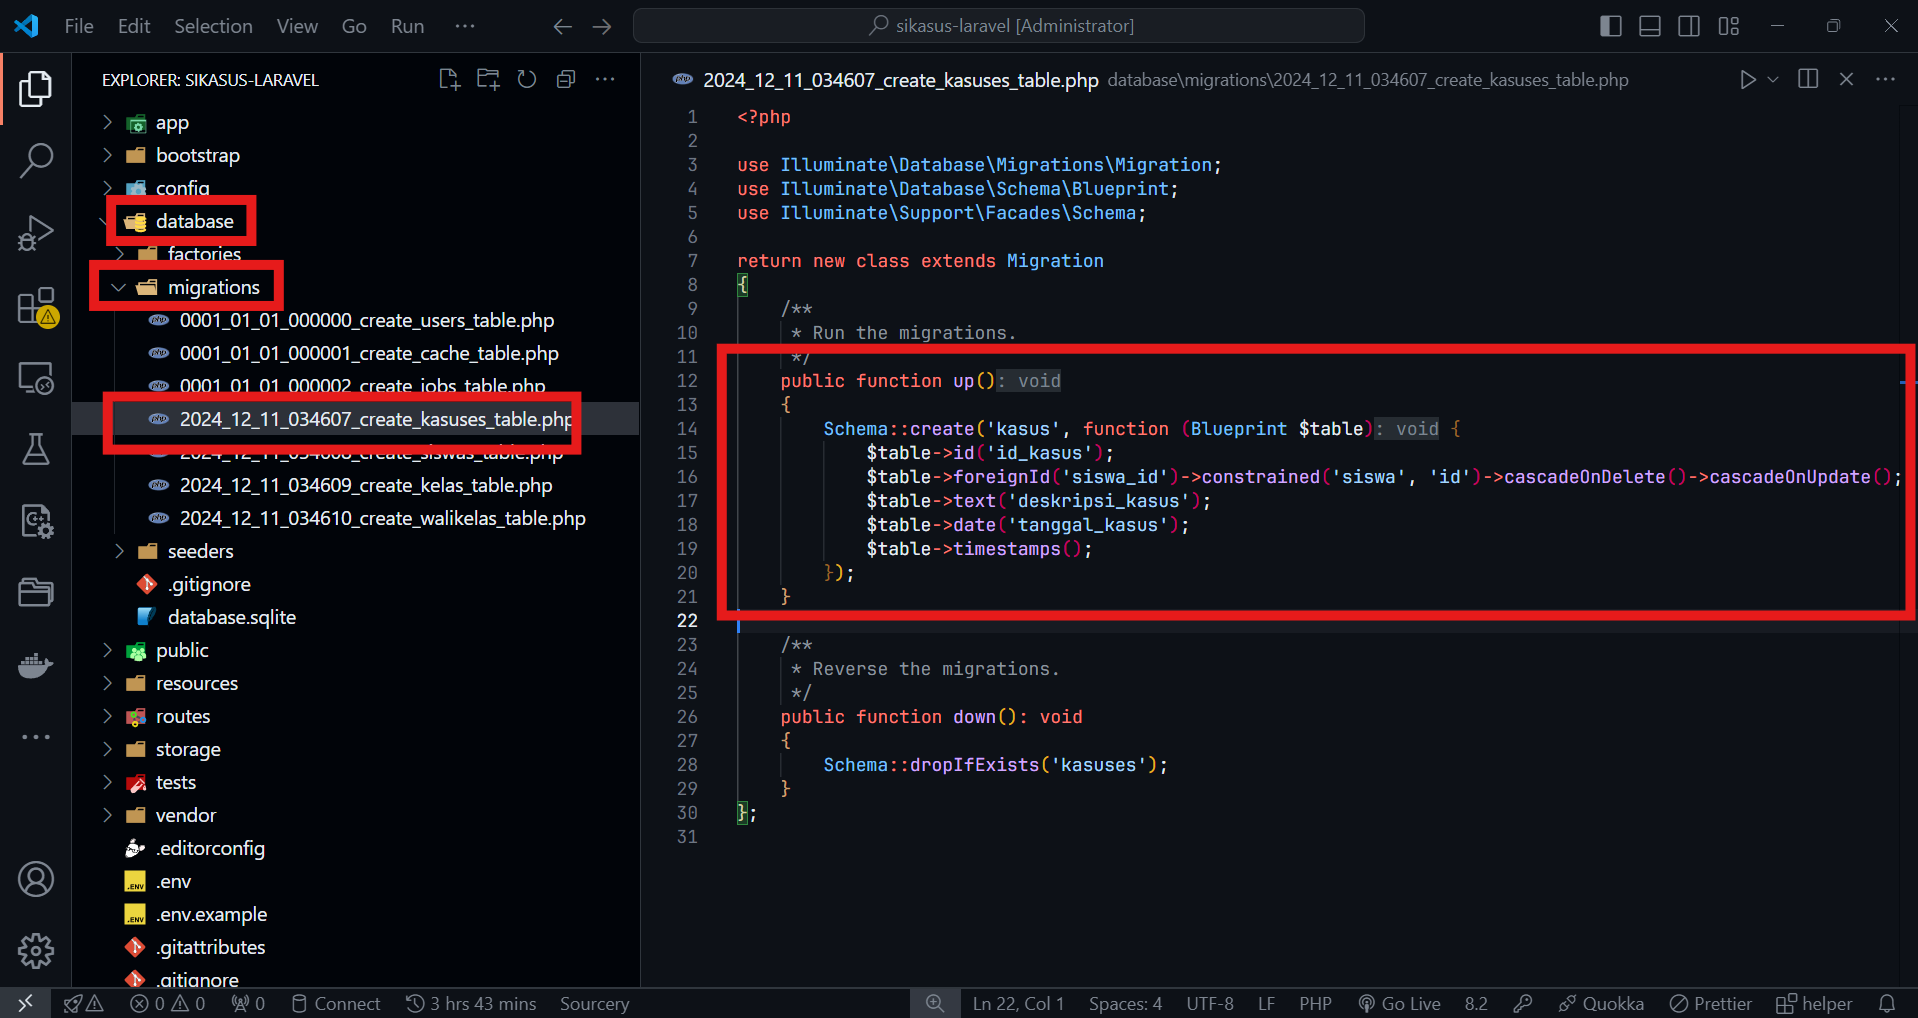 File Edit Selection View Go Run ··· sikasus-laravel [Administrator]
EXPLORER: SIKASUS-LARAVEL
app
bootstrap
config
database
factories
migrations
0001_01_01_000000_create_users_table.php
0001_01_01_000001_create_cache_table.php
0001_01_01_000002_create_jobs_table.php
2024_12_11_034607_create_kasuses_table.php
2024_12_11_034608_create_siswas_table.php
2024_12_11_034609_create_kelas_table.php
2024_12_11_034610_create_walikelas_table.php
seeders
.gitignore
database.sqlite
public
resources
routes
storage
tests
vendor
.editorconfig
.env
.env.example
.gitattributes
.gitignore
2024_12_11_034607_create_kasuses_table.php database\migrations\2024_12_11_034607_create_kasuses_table.php
1 <?php
2
3 use Illuminate\Database\Migrations\Migration;
4 use Illuminate\Database\Schema\Blueprint;
5 use Illuminate\Support\Facades\Schema;
6
7 return new class extends Migration
8 {
9 /**
10 * Run the migrations.
11 */
12 public function up(): void
13 {
14 Schema::create('kasus', function (Blueprint $table): void {
15 $table->id('id_kasus');
16 $table->foreignId('siswa_id')->constrained('siswa', 'id')->cascadeOnDelete()->cascadeOnUpdate();
17 $table->text('deskripsi_kasus');
18 $table->date('tanggal_kasus');
19 $table->timestamps();
20 });
21 }
22
23 /**
24 * Reverse the migrations.
25 */
26 public function down(): void
27 {
28 Schema::dropIfExists('kasuses');
29 }
30 };
31
0 0 0 Connect 3 hrs 43 mins Sourcery Ln 22, Col 1 Spaces: 4 UTF-8 LF PHP Go Live 8.2 Quokka Prettier helper